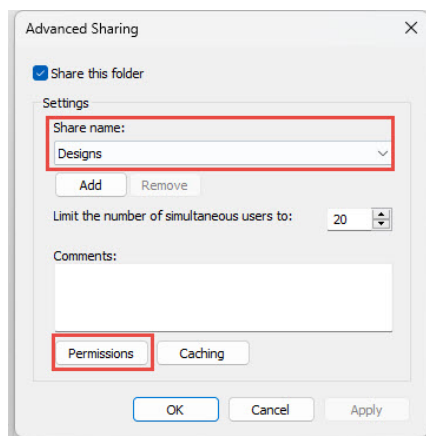 Advanced Sharing
Share this folder
Settings
Share name:
Designs
Add Remove
Limit the number of simultaneous users to: 20
Comments:
Permissions Caching
OK Cancel Apply